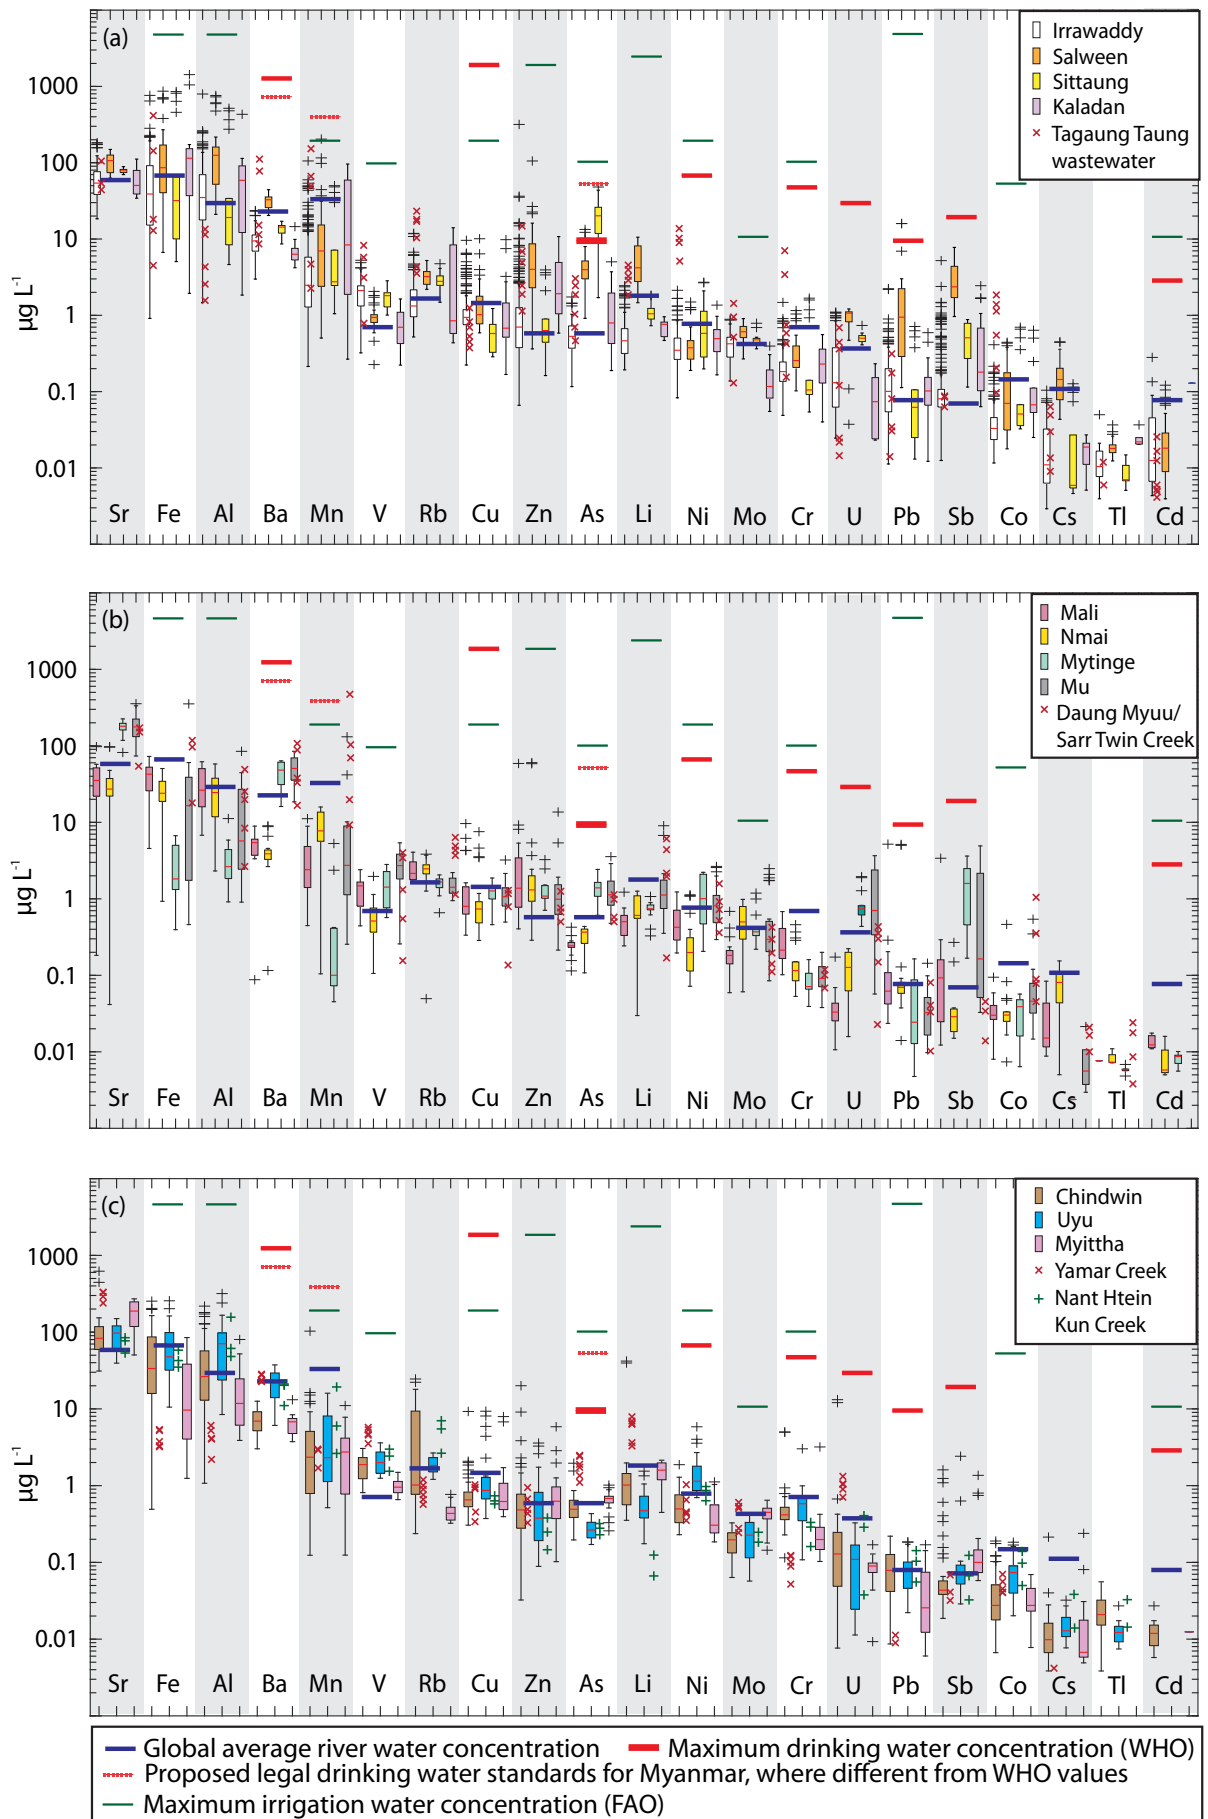 (a)
Irrawaddy
Salween
Sittaung
Kaladan
Tagaung Taung
wastewater
1000
100
10
1
0.1
0.01
µg L-1
Sr Fe Al Ba Mn V Rb Cu Zn As Li Ni Mo Cr U Pb Sb Co Cs Tl Cd
(b)
Mali
Nmai
Mytinge
Mu
Daung Myuu/
Sarr Twin Creek
1000
100
10
1
0.1
0.01
µg L-1
Sr Fe Al Ba Mn V Rb Cu Zn As Li Ni Mo Cr U Pb Sb Co Cs Tl Cd
(c)
Chindwin
Uyu
Myittha
Yamar Creek
Nant Htein
Kun Creek
1000
100
10
1
0.1
0.01
µg L-1
Sr Fe Al Ba Mn V Rb Cu Zn As Li Ni Mo Cr U Pb Sb Co Cs Tl Cd
Global average river water concentration Maximum drinking water concentration (WHO)
Proposed legal drinking water standards for Myanmar, where different from WHO values
Maximum irrigation water concentration (FAO)